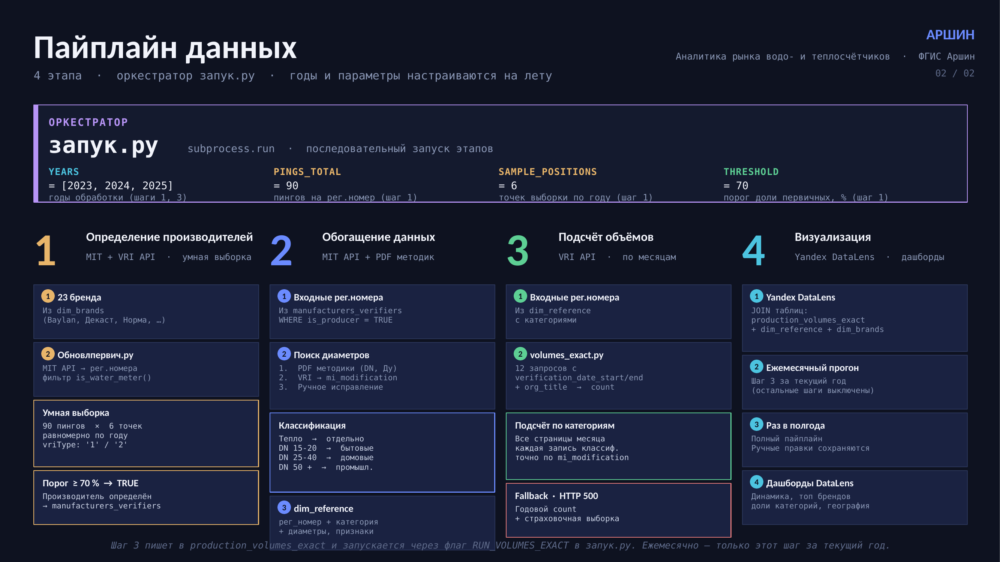 Пайплайн данных
4 этапа · оркестратор запук.py · годы и параметры настраиваются на лету
АРШИН
Аналитика рынка водо- и теплосчётчиков · ФГИС Аршин
02 / 02
ОРКЕСТРАТОР
запук.py subprocess.run · последовательный запуск этапов
YEARS
= [2023, 2024, 2025]
годы обработки (шаги 1, 3)
PINGS_TOTAL
= 90
пингов на рег.номер (шаг 1)
SAMPLE_POSITIONS
= 6
точек выборки по году (шаг 1)
THRESHOLD
= 70
порог доли первичных, % (шаг 1)
1
Определение производителей
MIT + VRI API · умная выборка
1 23 бренда
Из dim_brands
(Baylan, Декаст, Норма, …)
2 Обновлпервич.py
MIT API → рег.номера
фильтр is_water_meter()
Умная выборка
90 пингов × 6 точек
равномерно по году
vriType: '1' / '2'
Порог ≥ 70 % → TRUE
Производитель определён
→ manufacturers_verifiers
2
Обогащение данных
MIT API + PDF методик
1 Входные рег.номера
Из manufacturers_verifiers
WHERE is_producer = TRUE
2 Поиск диаметров
1. PDF методики (DN, Ду)
2. VRI → mi_modification
3. Ручное исправление
Классификация
Тепло → отдельно
DN 15-20 → бытовые
DN 25-40 → домовые
DN 50 + → промышл.
3 dim_reference
рег_номер + категория
+ диаметры, признаки
3
Подсчёт объёмов
VRI API · по месяцам
1 Входные рег.номера
Из dim_reference
с категориями
2 volumes_exact.py
12 запросов с
verification_date_start/end
+ org_title → count
Подсчёт по категориям
Все страницы месяца
каждая запись классиф.
точно по mi_modification
Fallback · HTTP 500
Годовой count
+ страховочная выборка
4
Визуализация
Yandex DataLens · дашборды
1 Yandex DataLens
JOIN таблиц:
production_volumes_exact
+ dim_reference + dim_brands
2 Ежемесячный прогон
Шаг 3 за текущий год
(остальные шаги выключены)
3 Раз в полгода
Полный пайплайн
Ручные правки сохраняются
4 Дашборды DataLens
Динамика, топ брендов
доли категорий, география
Шаг 3 пишет в production_volumes_exact и запускается через флаг RUN_VOLUMES_EXACT в запук.py. Ежемесячно — только этот шаг за текущий год.